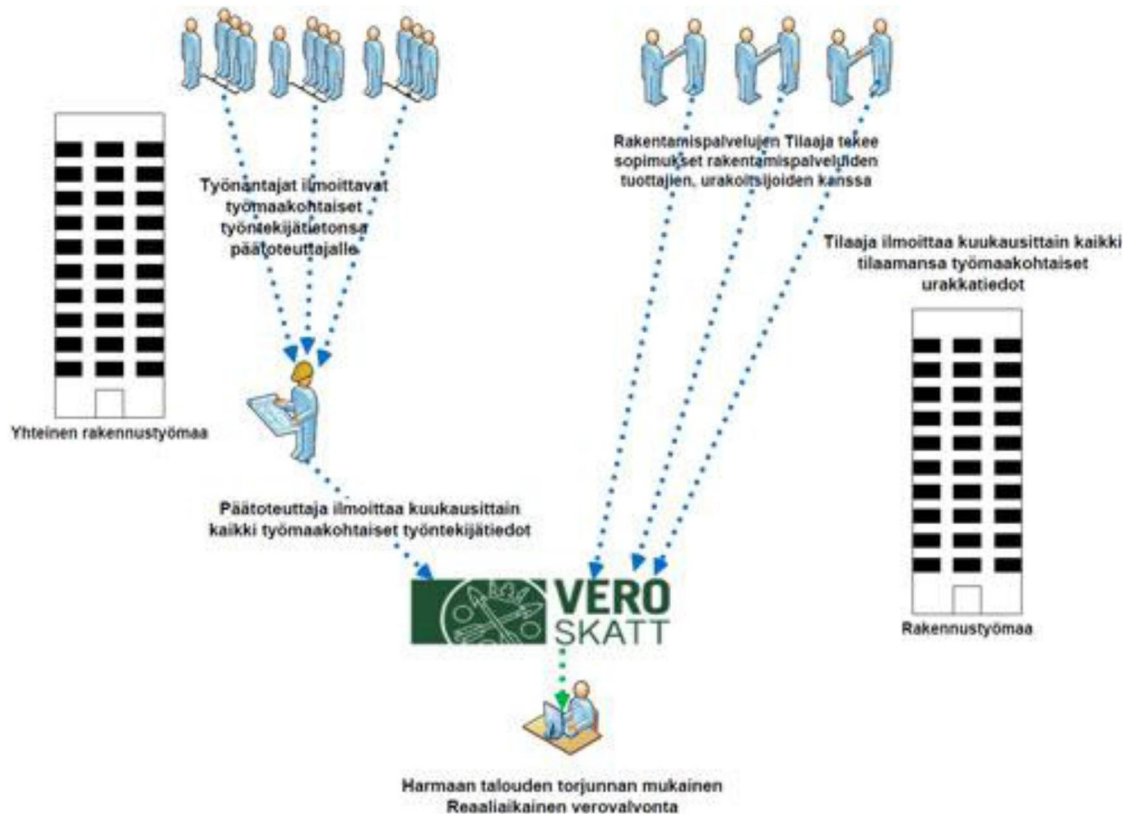 Rakentamispalvelujen Tilaaja tekee
sopimukset rakentamispalveluiden
tuottajien, urakoitsijoiden kanssa
Työnantajat ilmoittavat
työmaakohtaiset
työntekijätietonsa
päätoteuttajalle
Tilaaja ilmoittaa kuukausittain kaikki
tilaamansa työmaakohtaiset
urakkatiedot
Yhteinen rakennustyömaa
Päätoteuttaja ilmoittaa kuukausittain
kaikki työmaakohtaiset työntekijätiedot
VERO
SKATT
Rakennustyömaa
Harmaan talouden torjunnan mukainen
Reaaliaikainen verovalvonta